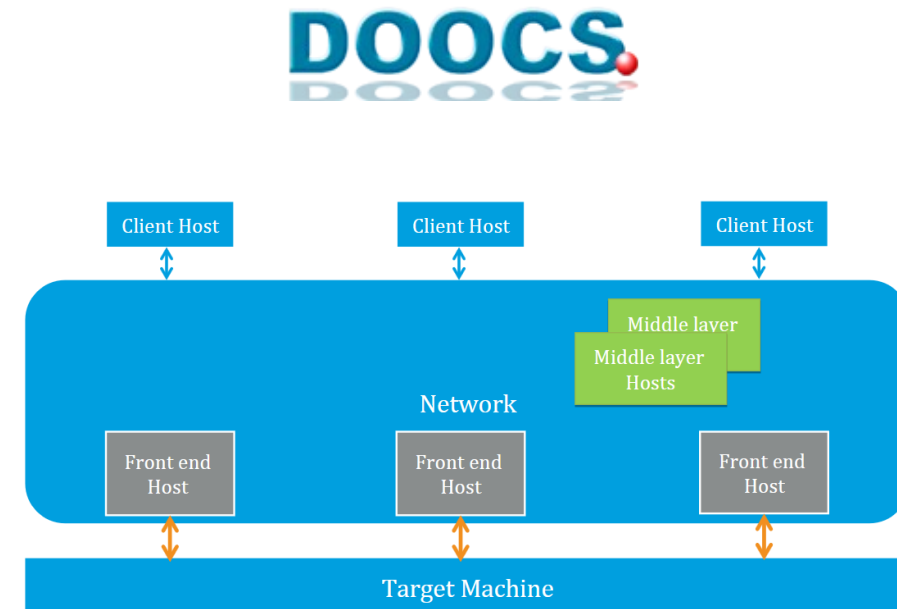 DOOCS
Client Host
Client Host
Client Host
Middle layer
Middle layer
Hosts
Network
Front end
Host
Front end
Host
Front end
Host
Target Machine